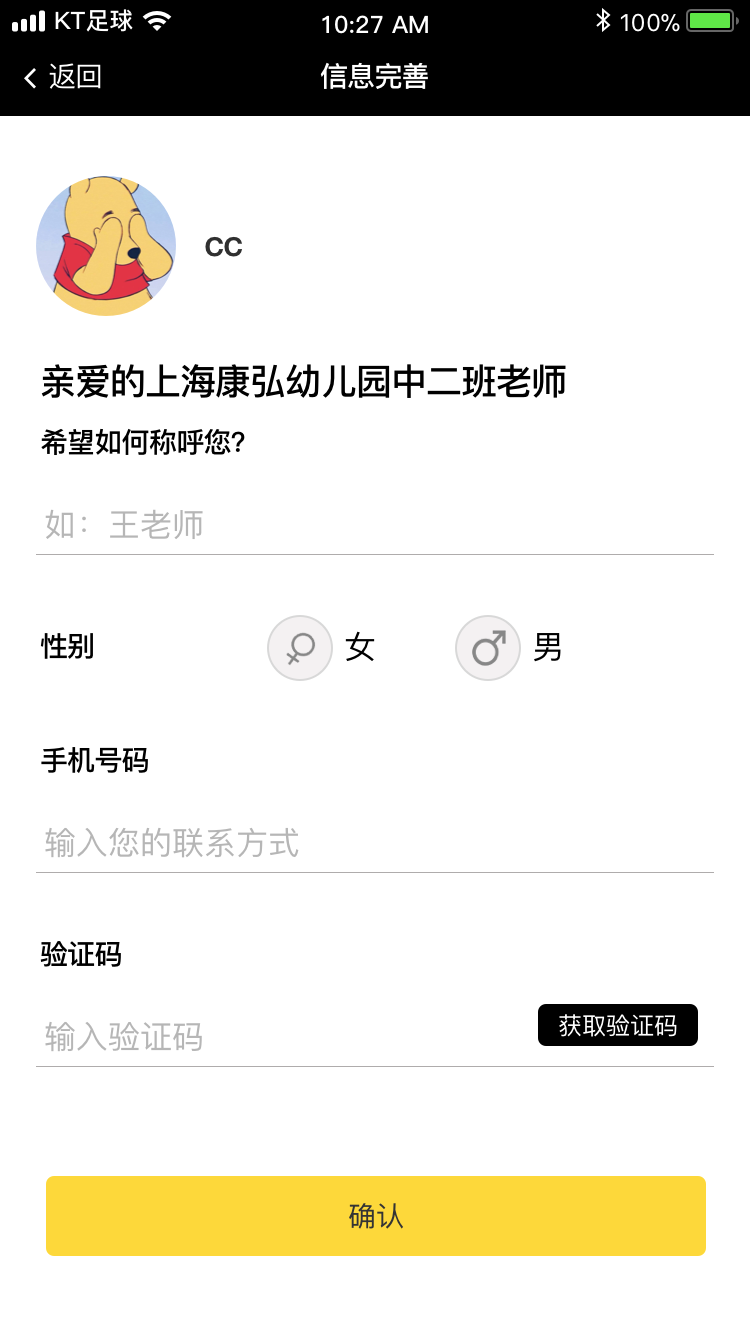 KT足球
10:27 AM
100%
返回
信息完善
cc
亲爱的上海康弘幼儿园中二班老师
希望如何称呼您?
如：王老师
性别
女
男
手机号码
输入您的联系方式
验证码
输入验证码
获取验证码
确认